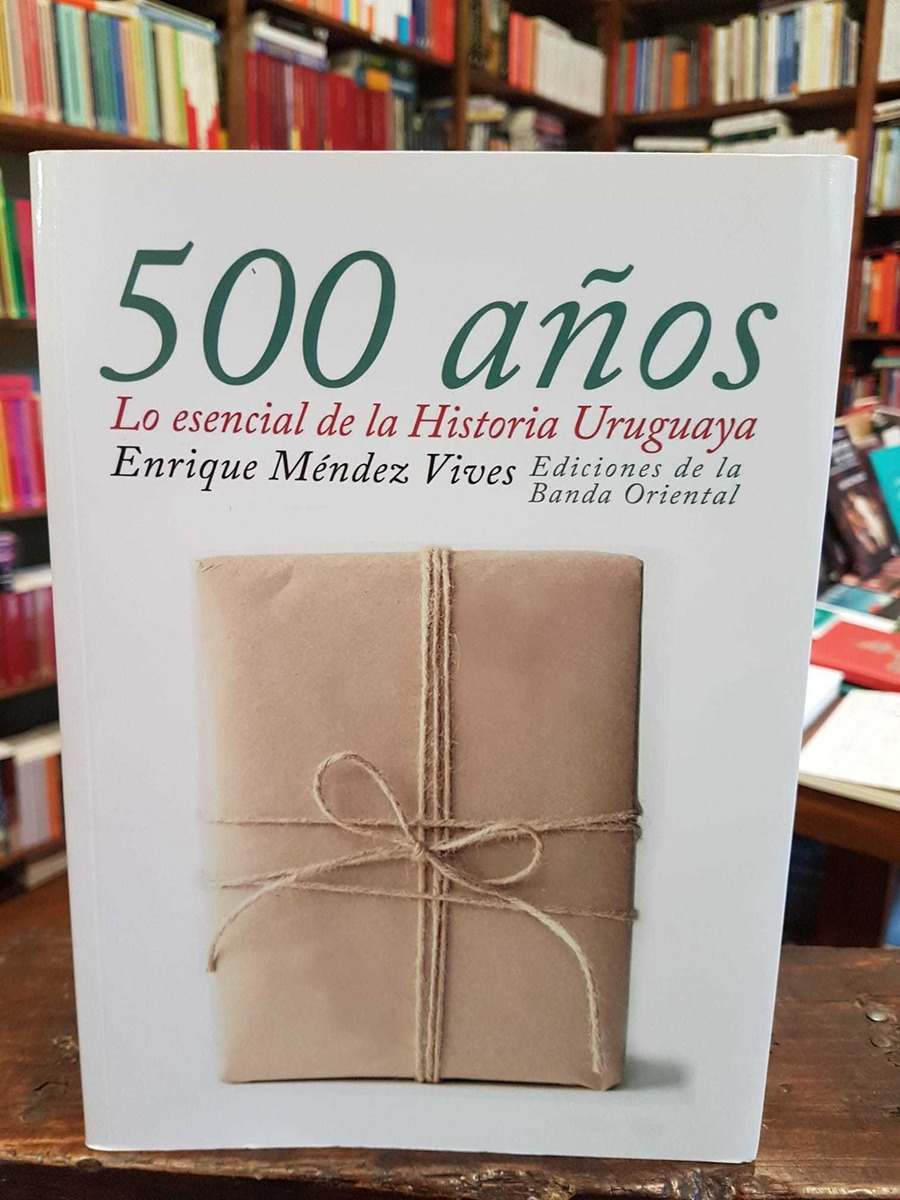 500 años
Lo esencial de la Historia Uruguaya
Enrique Méndez Vives
Ediciones de la
Banda Oriental